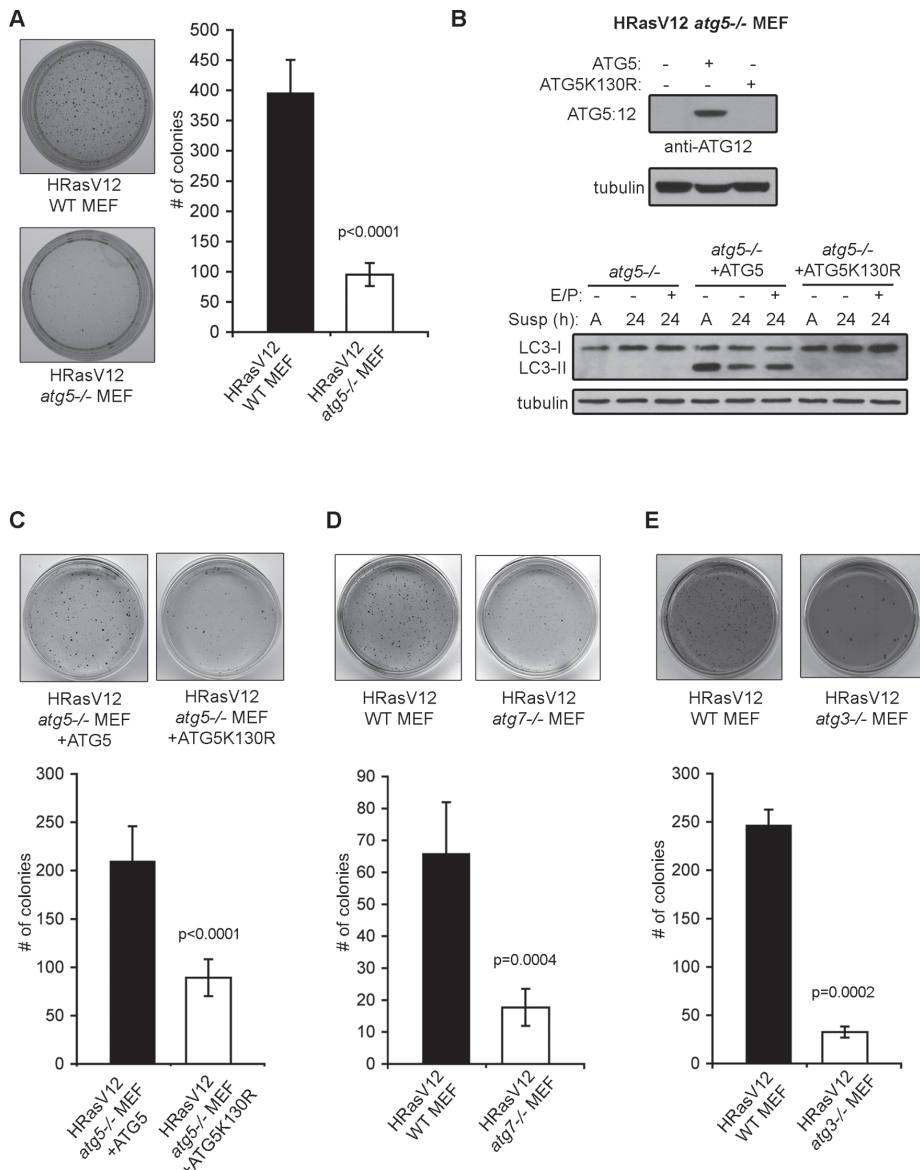 A
HRasV12
WT MEF
HRasV12
atg5-/- MEF
# of colonies
500
450
400
350
300
250
200
150
100
50
0
p<0.0001
HRasV12
WT MEF
HRasV12
atg5-/- MEF
B
HRasV12 atg5-/- MEF
ATG5: - + -
ATG5K130R: - - +
ATG5:12
anti-ATG12
tubulin
atg5-/-
atg5-/-
+ATG5
atg5-/-
+ATG5K130R
E/P: - - + - - + - - +
Susp (h): A 24 24 A 24 24 A 24 24
LC3-I
LC3-II
tubulin
C
HRasV12
atg5-/- MEF
+ATG5
HRasV12
atg5-/- MEF
+ATG5K130R
# of colonies
300
250
200
150
100
50
0
p<0.0001
HRasV12
atg5-/- MEF
+ATG5
HRasV12
atg5-/- MEF
+ATG5K130R
D
HRasV12
WT MEF
HRasV12
atg7-/- MEF
# of colonies
90
80
70
60
50
40
30
20
10
0
p=0.0004
HRasV12
WT MEF
HRasV12
atg7-/- MEF
E
HRasV12
WT MEF
HRasV12
atg3-/- MEF
# of colonies
300
250
200
150
100
50
0
p=0.0002
HRasV12
WT MEF
HRasV12
atg3-/- MEF